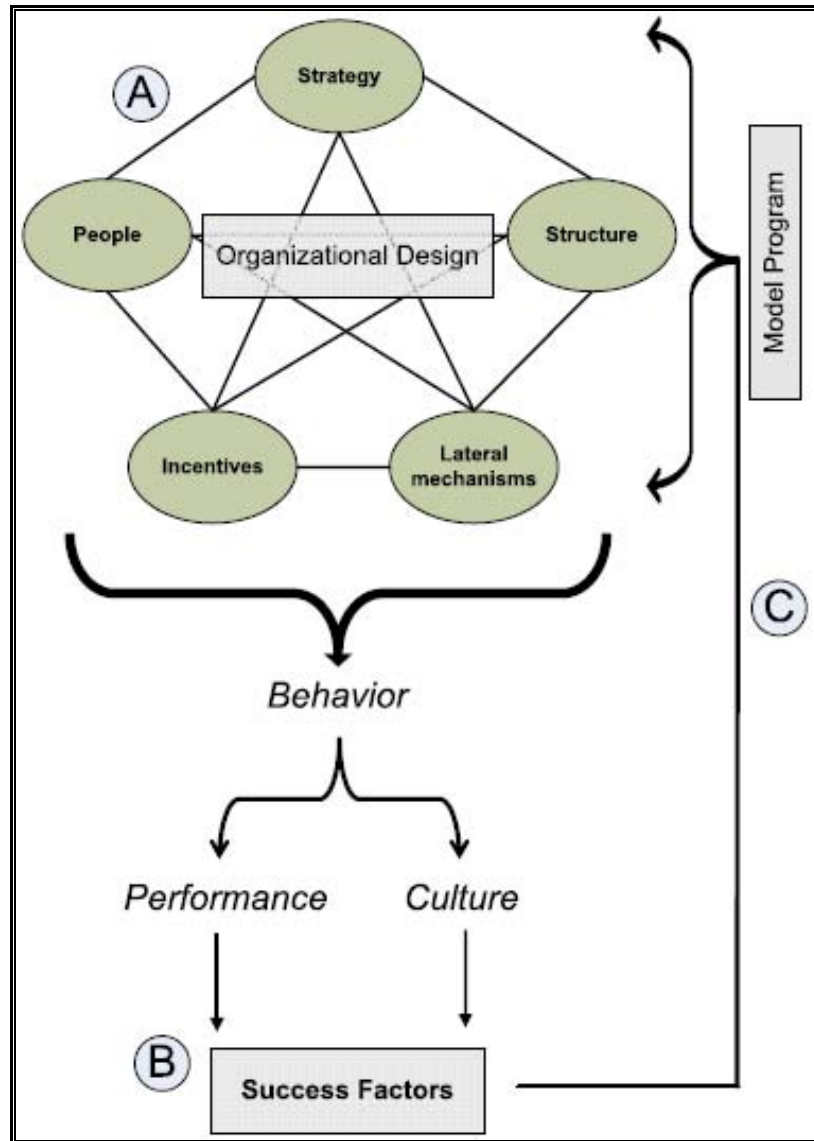 A
Strategy
People
Organizational Design
Structure
Model Program
Incentives
Lateral
mechanisms
C
Behavior
Performance
Culture
B
Success Factors